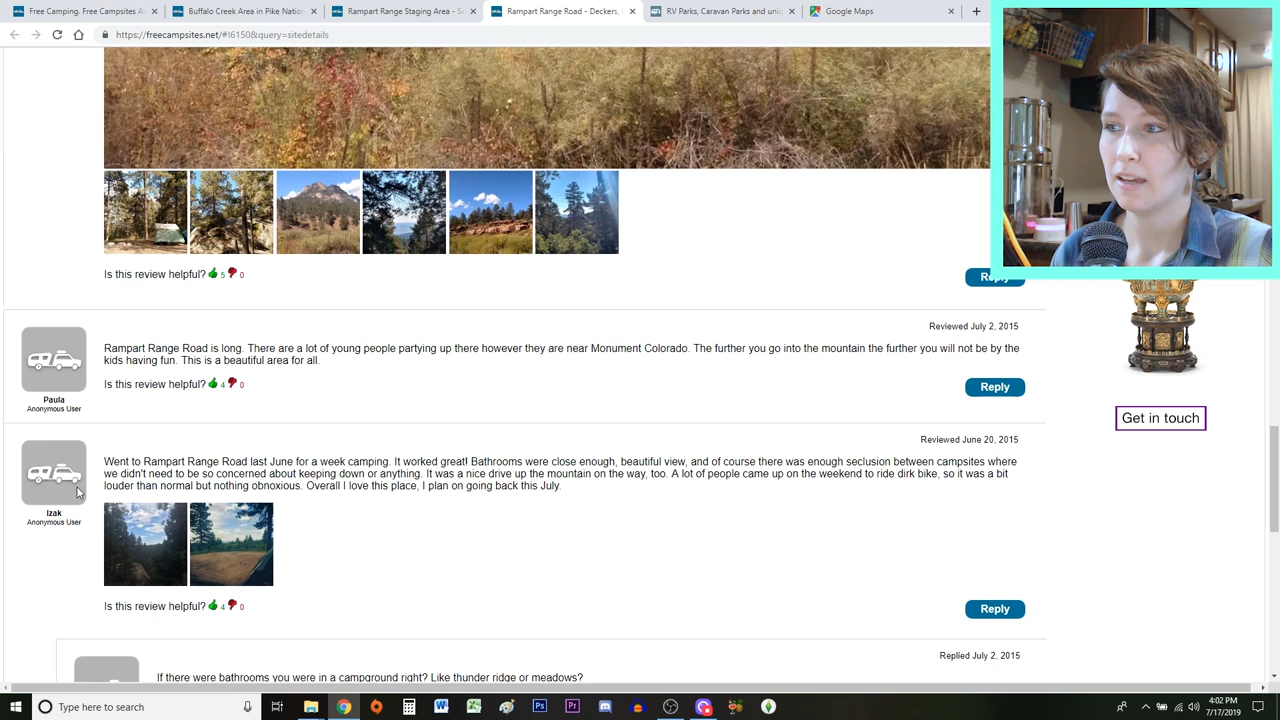 Free Camping. Free Campsites A
Buffalo Creek Area in Pike Natio
Rampart Range Staging Area - S
Rampart Range Road - Deckers,
RV Parks, Caravan Parks and uniq
Google Maps
https://freecampsites.net/#!6150&query=sitedetails
Is this review helpful? 5 0
Reply
Reviewed July 2, 2015
Rampart Range Road is long. There are a lot of young people partying up there however they are near Monument Colorado. The further you go into the mountain the further you will not be by the
kids having fun. This is a beautiful area for all.
Is this review helpful? 4 0
Reply
Paula
Anonymous User
Get in touch
Reviewed June 20, 2015
Went to Rampart Range Road last June for a week camping. It worked great! Bathrooms were close enough, beautiful view, and of course there was enough seclusion between campsites where
we didn't need to be so concerned about keeping down or anything. It was a nice drive up the mountain on the way, too. A lot of people came up on the weekend to ride dirk bike, so it was a bit
louder than normal but nothing obnoxious. Overall I love this place, I plan on going back this July.
Izak
Anonymous User
Is this review helpful? 4 0
Reply
Replied July 2, 2015
If there were bathrooms you were in a campground right? Like thunder ridge or meadows?
Type here to search
4:02 PM
7/17/2019